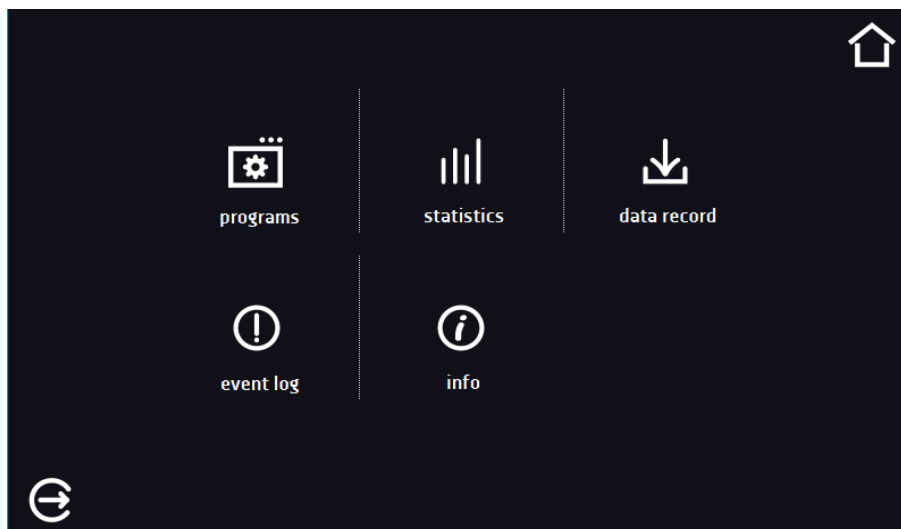 programs
statistics
data record
event log
info